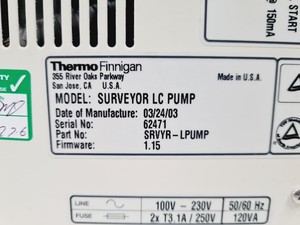 START
@ 150mA
Thermo Finnigan
355 River Oaks Parkway
San Jose, CA U.S.A.
Made in U.S.A.
MODEL: SURVEYOR LC PUMP
Date of Manufacture: 03/24/03
Serial No: 62471
Part No: SRVYR-LPUMP
Firmware: 1.15
LINE 100V - 230V 50/60 Hz
FUSE 2x T3.1A / 250V 120VA